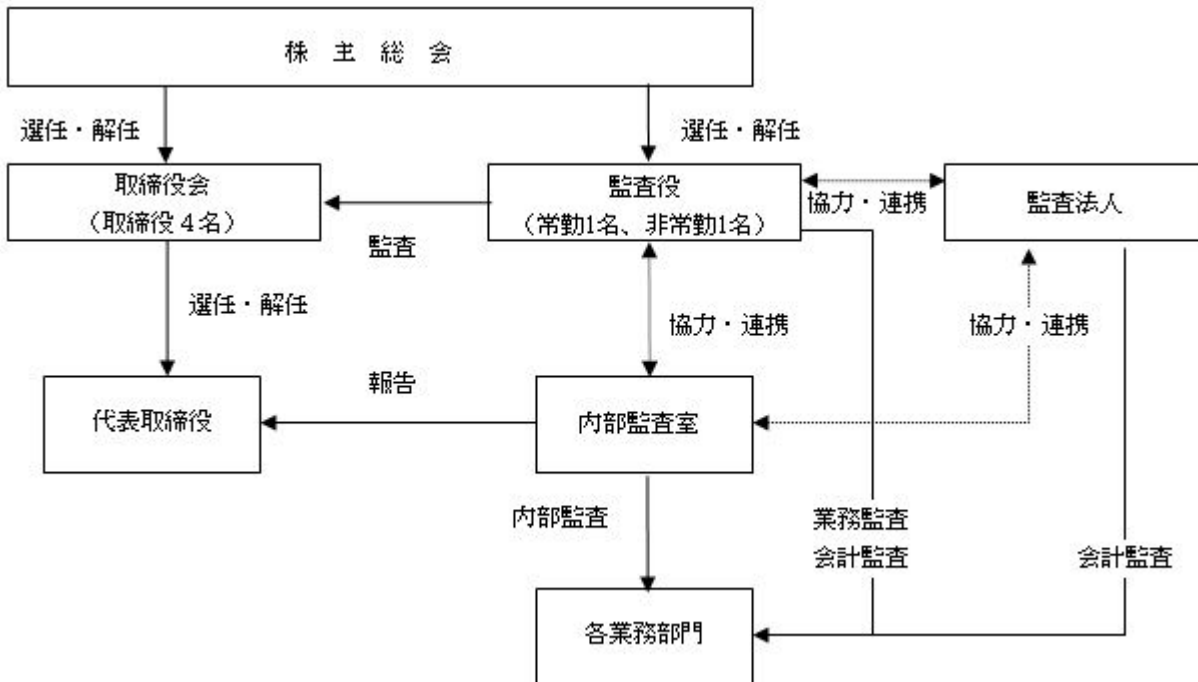 株 主 総 会
選任・解任
選任・解任
取締役会
（取締役４名）
監査役
（常勤1名、非常勤1名）
協力・連携
監査法人
監査
選任・解任
協力・連携
協力・連携
報告
代表取締役
内部監査室
内部監査
業務監査
会計監査
会計監査
各業務部門